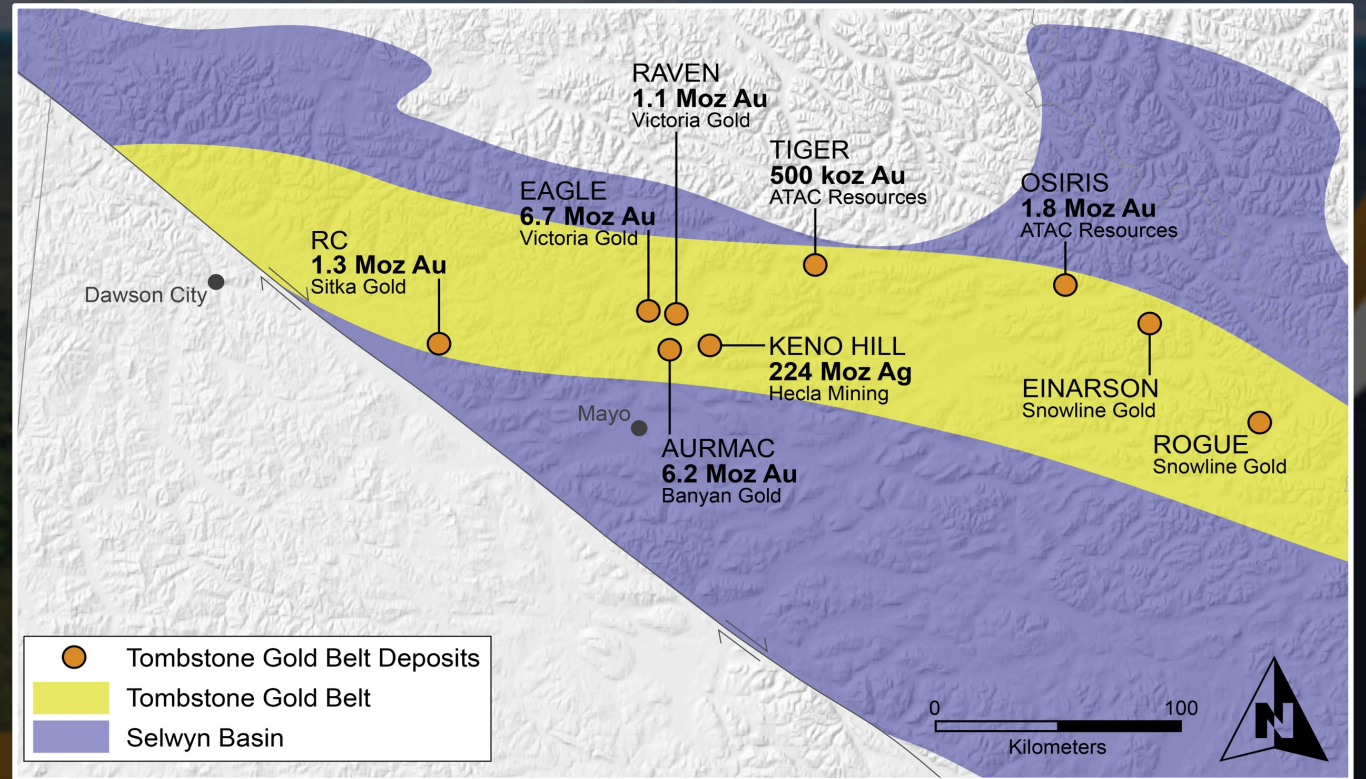 RAVEN
1.1 Moz Au
Victoria Gold
TIGER
500 koz Au
ATAC Resources
EAGLE
6.7 Moz Au
Victoria Gold
OSIRIS
1.8 Moz Au
ATAC Resources
RC
1.3 Moz Au
Sitka Gold
Dawson City
KENO HILL
224 Moz Ag
Hecla Mining
EINARSON
Snowline Gold
Mayo
AURMAC
6.2 Moz Au
Banyan Gold
ROGUE
Snowline Gold
Tombstone Gold Belt Deposits
Tombstone Gold Belt
Selwyn Basin
0 100
Kilometers
N